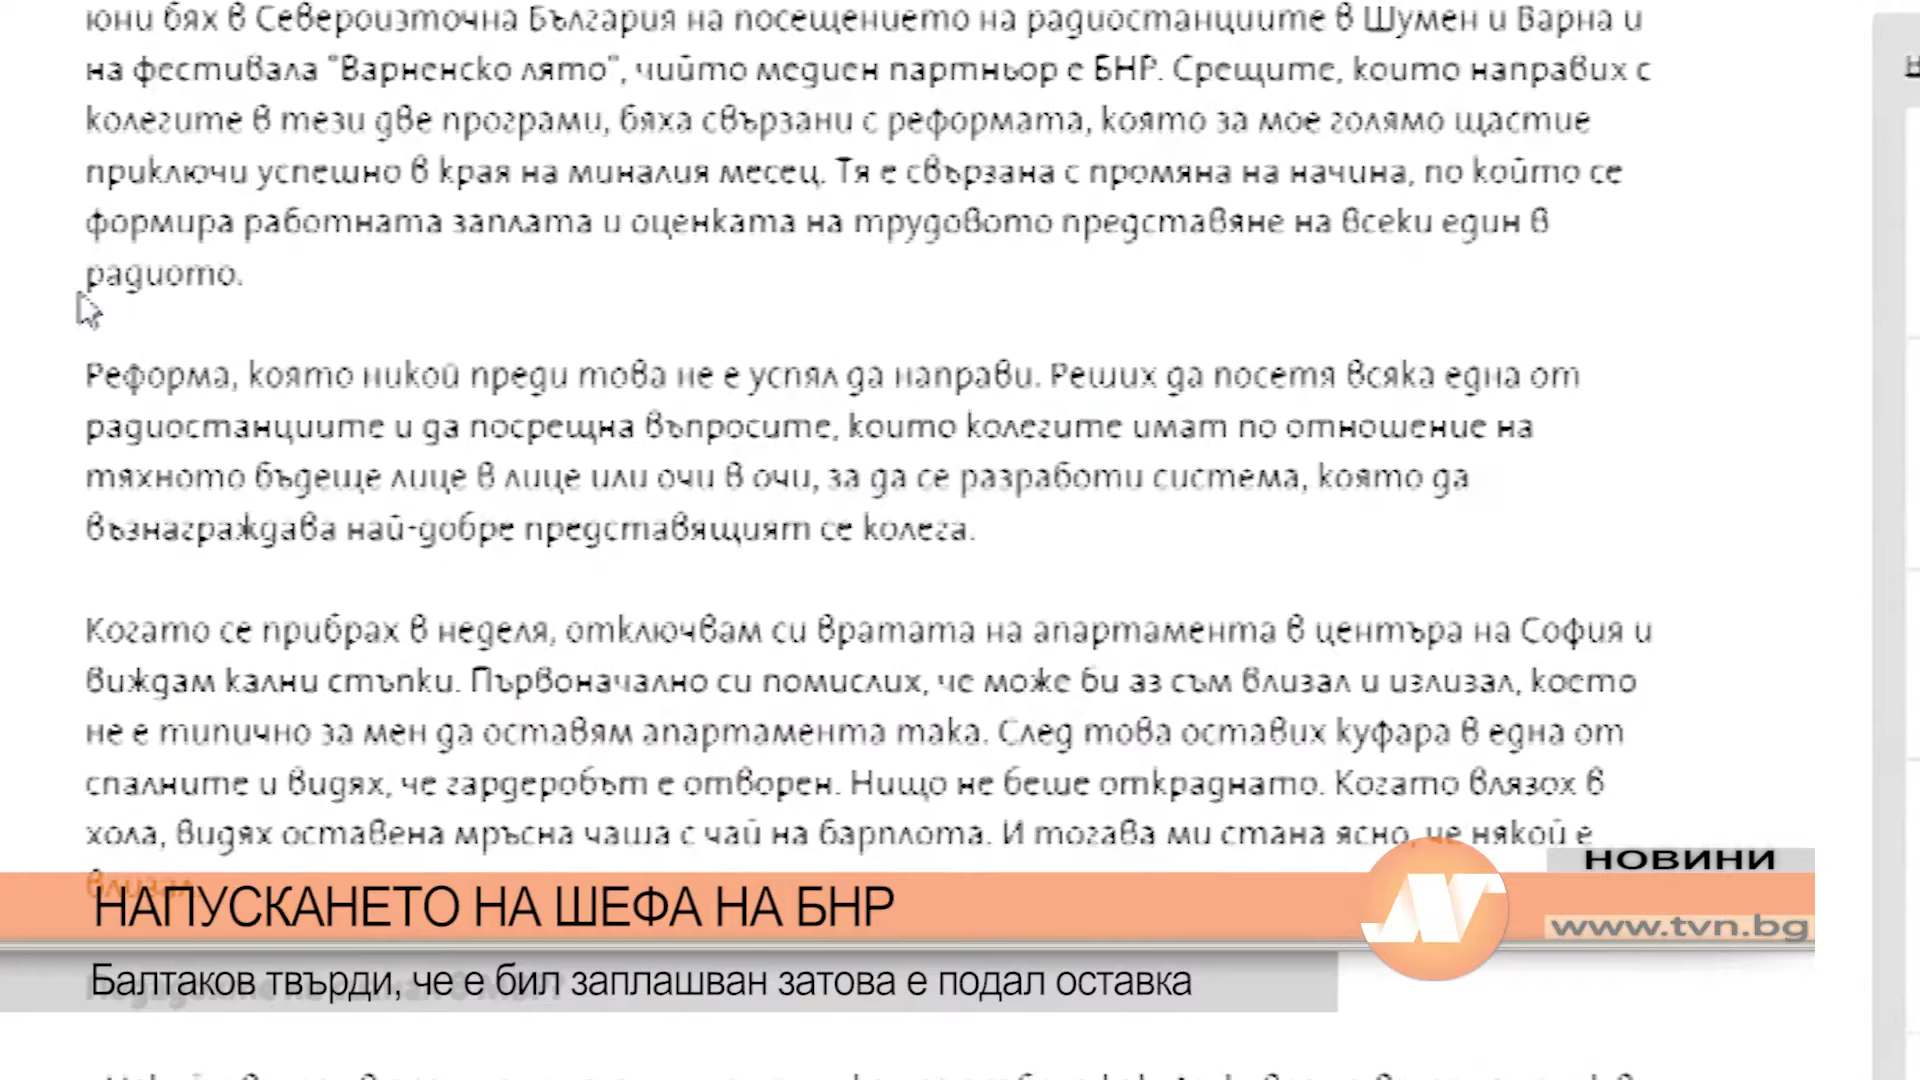 юни бях в Североизточна България на посещението на радиостанциите в Шумен и Варна и
на фестивала "Варненско лято", чийто медиен партньор е БНР. Срещите, които направих с
колегите в тези две програми, бяха свързани с реформата, която за мое голямо щастие
приключи успешно в края на миналия месец. Тя е свързана с промяна на начина, по който се
формира работната заплата и оценката на трудовото представяне на всеки един в
радиото.
Реформа, която никой преди това не е успял да направи. Реших да посетя всяка една от
радиостанциите и да посрещна въпросите, които колегите имат по отношение на
тяхното бъдеще лице в лице или очи в очи, за да се разработи система, която да
възнаграждава най-добре представящият се колега.
Когато се прибрах в неделя, отключвам си вратата на апартамента в центъра на София и
виждам кални стъпки. Първоначално си помислих, че може би аз съм влизал и излизал, което
не е типично за мен да оставям апартамента така. След това оставих куфара в една от
спалните и видях, че гардеробът е отворен. Нищо не беше откраднато. Когато влязох в
хола, видях оставена мръсна чаша с чай на барплота. И тогава ми стана ясно, че някой е
влизал.
НОВИНИ
НАПУСКАНЕТО НА ШЕФА НА БНР
www.tvn.bg
Балтаков твърди, че е бил заплашван затова е подал оставка